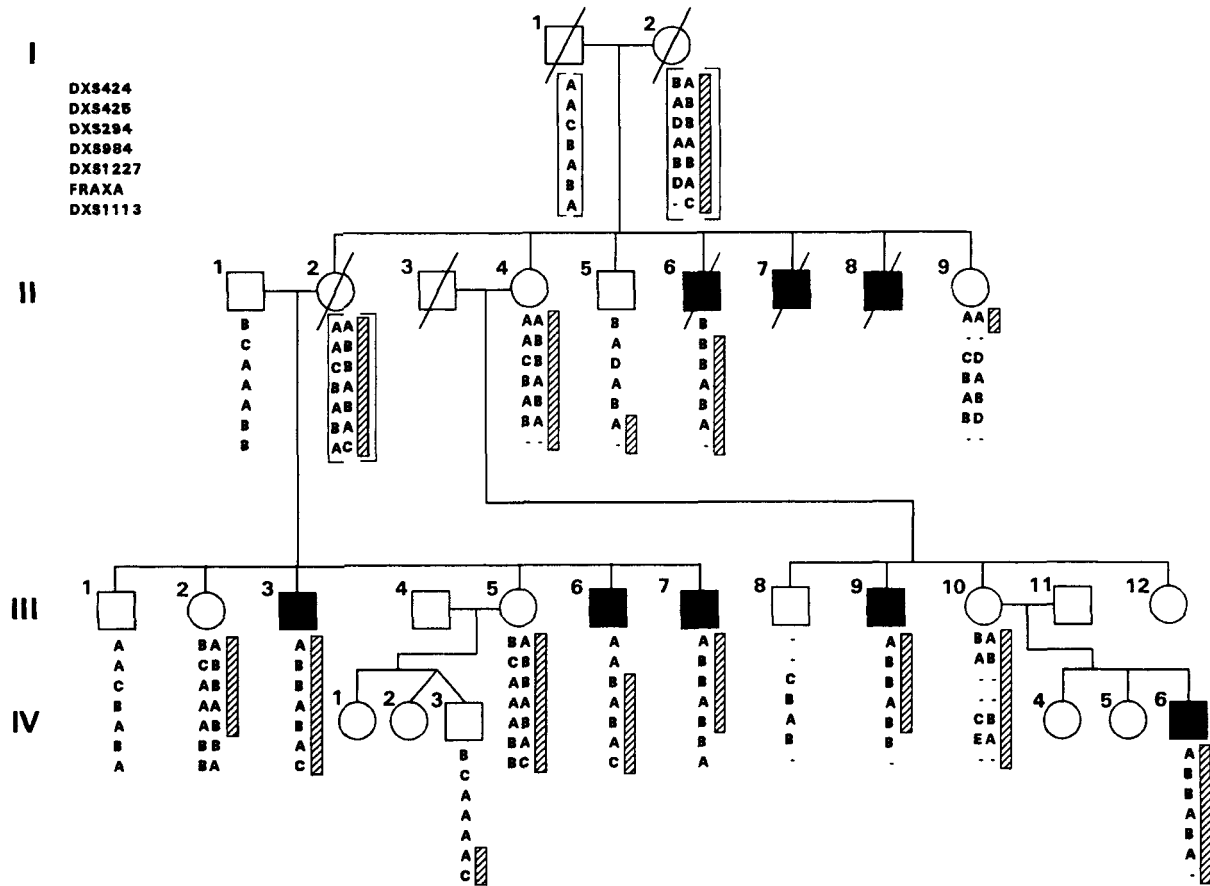 I
1
2
DXS424
DXS425
DXS294
DXS984
DXS1227
FRAXA
DXS1113
A
A
C
B
A
B
A
BA
AB
DB
AA
BB
DA
- C
II
1
2
3
4
5
6
7
8
9
B
C
A
A
A
B
B
AA
AB
CB
BA
AB
BA
AC
AA
AB
CB
BA
AB
BA
- -
B
A
D
A
B
A
-
B
B
B
A
B
A
-
AA
- -
CD
BA
AB
BD
- -
III
1
2
3
4
5
6
7
8
9
10
11
12
A
A
C
B
A
B
A
BA
CB
AB
AA
AB
BB
BA
A
B
B
A
B
A
C
BA
CB
AB
AA
AB
BA
BC
A
A
B
A
B
A
C
A
B
B
A
B
B
A
-
-
C
B
A
B
-
A
B
B
A
B
B
-
BA
AB
- -
- -
CB
EA
- -
IV
1
2
3
4
5
6
B
C
A
A
A
A
C
A
B
B
A
B
A
-